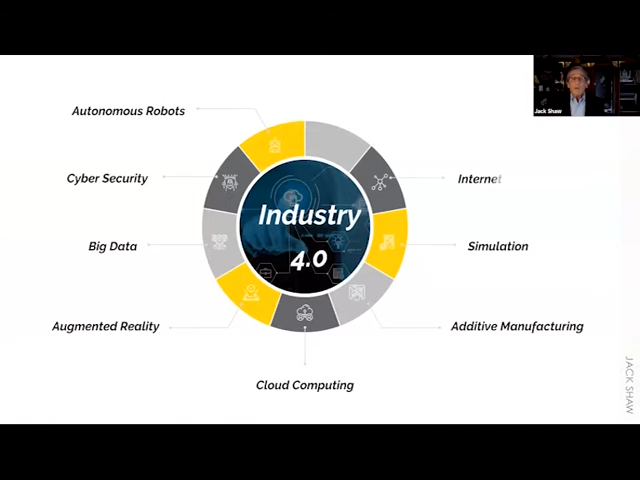 Jack Shaw
Autonomous Robots
Cyber Security
Internet
Industry
4.0
Big Data
Simulation
Augmented Reality
Additive Manufacturing
Cloud Computing
JACK SHAW